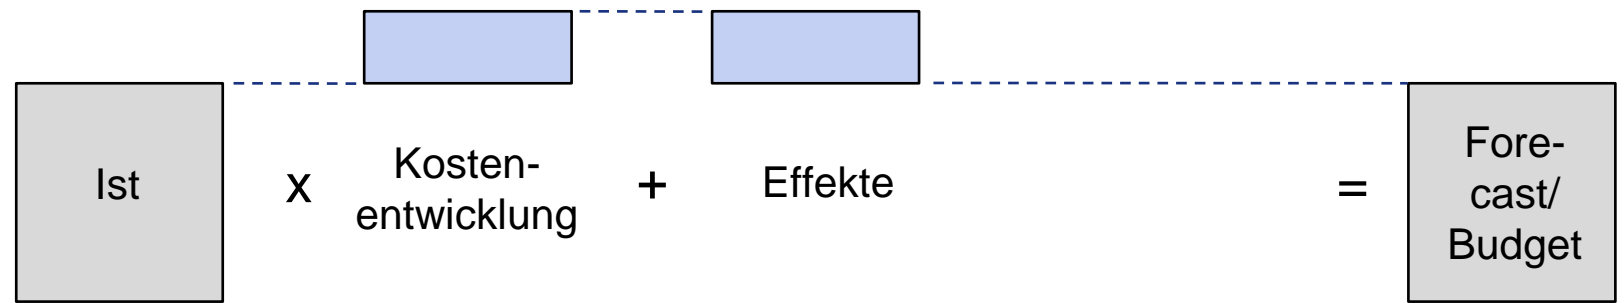 Ist
x
Kosten-
entwicklung
+
Effekte
=
Fore-
cast/
Budget